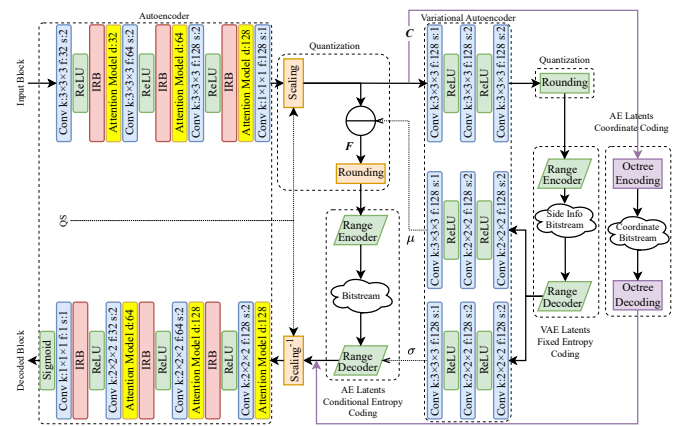 Autoencoder
Variational Autoencoder
Input Block
Conv k:3×3×3 f:32 s:2
ReLU
IRB
Attention Model d:32
Conv k:3×3×3 f:64 s:2
ReLU
IRB
Attention Model d:64
Conv k:3×3×3 f:128 s:2
ReLU
IRB
Attention Model d:128
Conv k:1×1×1 f:128 s:1
Quantization
Scaling
F
Rounding
C
Conv k:3×3×3 f:128 s:2
ReLU
Conv k:3×3×3 f:128 s:2
ReLU
Conv k:3×3×3 f:128 s:2
Quantization
Rounding
AE Latents
Coordinate Coding
Range
Encoder
Side Info
Bitstream
Range
Decoder
VAE Latents
Fixed Entropy
Coding
Octree
Encoding
Coordinate
Bitstream
Octree
Decoding
QS
Range
Encoder
Bitstream
Range
Decoder
AE Latents
Conditional Entropy
Coding
μ
Conv k:3×3×3 f:128 s:1
ReLU
Conv k:2×2×2 f:128 s:2
ReLU
Conv k:2×2×2 f:128 s:2
σ
Conv k:3×3×3 f:128 s:1
ReLU
Conv k:2×2×2 f:128 s:2
ReLU
Conv k:2×2×2 f:128 s:2
Decoded Block
Sigmoid
Conv k:1×1×1 f:1 s:1
IRB
ReLU
Conv k:2×2×2 f:32 s:2
Attention Model d:64
IRB
ReLU
Conv k:2×2×2 f:64 s:2
Attention Model d:128
IRB
ReLU
Conv k:2×2×2 f:128 s:2
Attention Model d:128
Scaling⁻¹